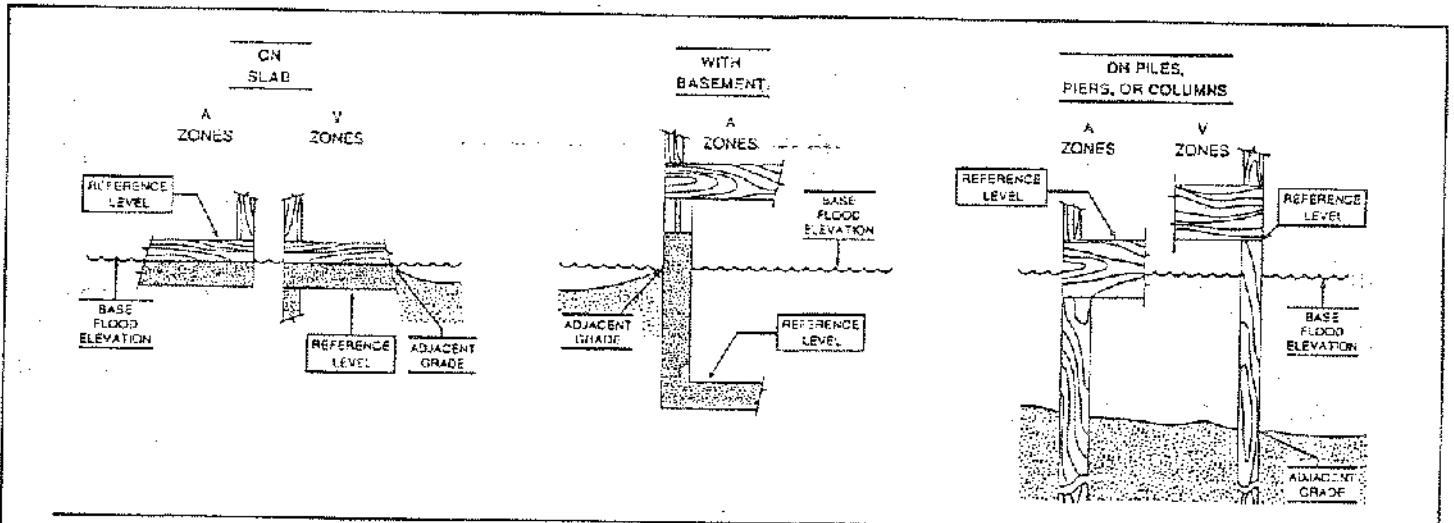 ON
SLAB
A
ZONES
V
ZONES
REFERENCE
LEVEL
BASE
FLOOD
ELEVATION
REFERENCE
LEVEL
ADJACENT
GRADE
WITH
BASEMENT
A
ZONES
BASE
FLOOD
ELEVATION
ADJACENT
GRADE
REFERENCE
LEVEL
ON PILES,
PIERS, OR COLUMNS
A
ZONES
V
ZONES
REFERENCE
LEVEL
REFERENCE
LEVEL
BASE
FLOOD
ELEVATION
ADJACENT
GRADE